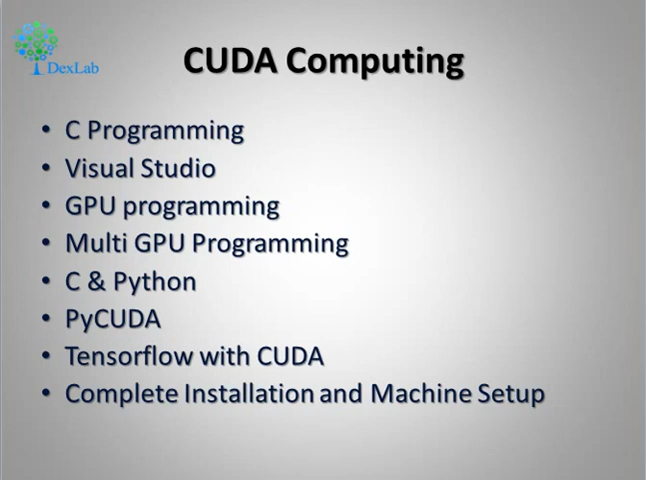 DexLab
CUDA Computing
• C Programming
• Visual Studio
• GPU programming
• Multi GPU Programming
• C & Python
• PyCUDA
• Tensorflow with CUDA
• Complete Installation and Machine Setup